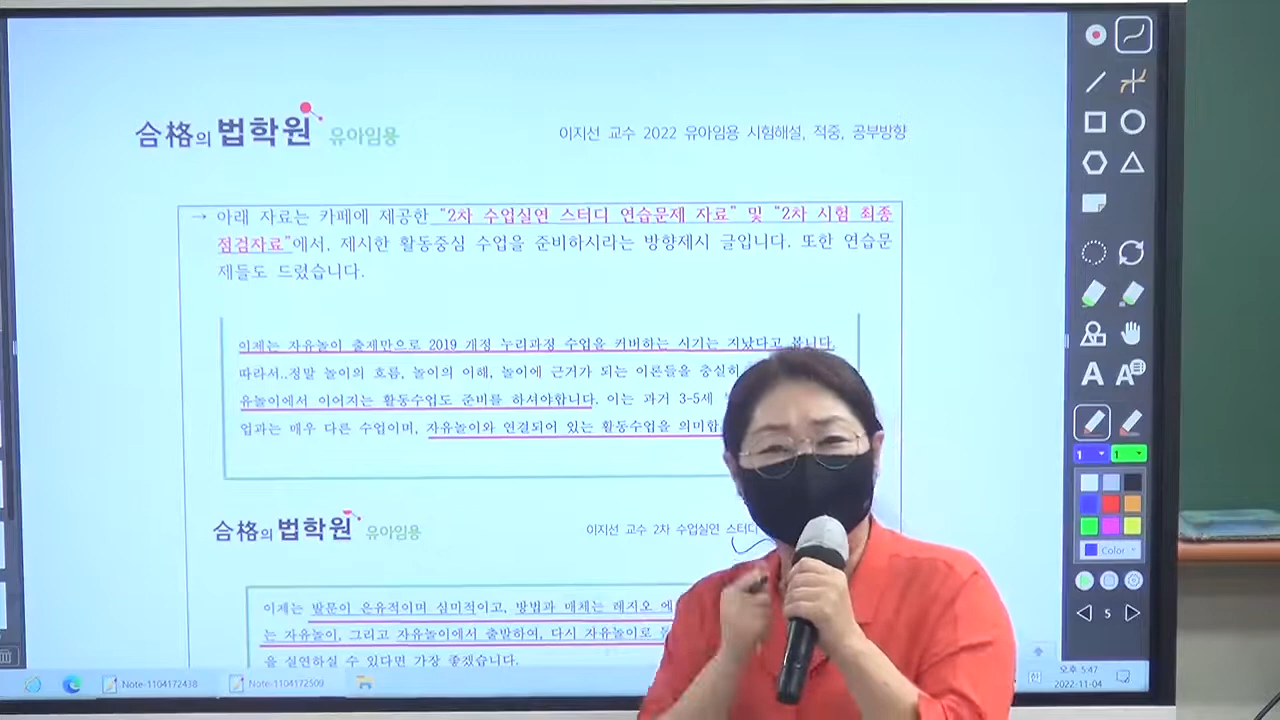 合格의 법학원 유아임용
이지선 교수 2022 유아임용 시험해설, 적중, 공부방향
→ 아래 자료는 카페에 제공한 "2차 수업실연 스터디 연습문제 자료" 및 "2차 시험 최종
점검자료"에서, 제시한 활동중심 수업을 준비하시라는 방향제시 글입니다. 또한 연습문
제들도 드렸습니다.
이제는 자유놀이 출제만으로 2019 개정 누리과정 수업을 커버하는 시기는 지났다고 봅니다.
따라서..정말 놀이의 흐름, 놀이의 이해, 놀이에 근거가 되는 이론들을 충실히
유놀이에서 이어지는 활동수업도 준비를 하셔야합니다. 이는 과거 3-5세
업과는 매우 다른 수업이며, 자유놀이와 연결되어 있는 활동수업을 의미합
合格의 법학원 유아임용
이지선 교수 2차 수업실연 스터디
이제는 발문이 은유적이며 심미적이고, 방법과 매체는 레지오 에
는 자유놀이, 그리고 자유놀이에서 출발하여, 다시 자유놀이로
을 실연하실 수 있다면 가장 좋겠습니다.
A A
1 1
Color
5
Note-1104172438 Note-1104172509
한 오후 5:47
2022-11-04